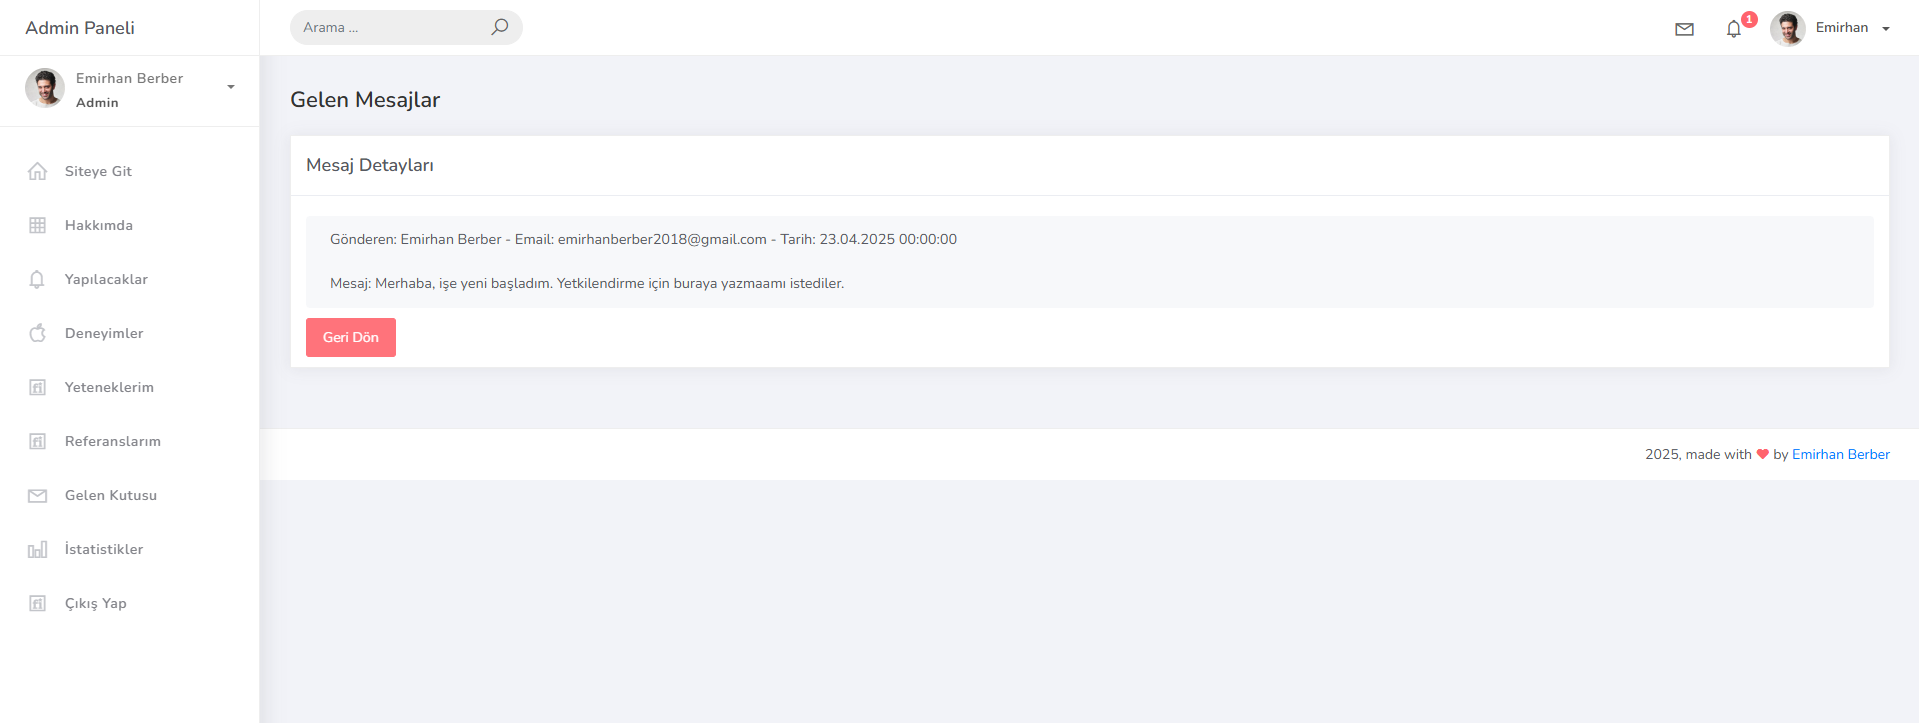 Admin Paneli
Arama ...
1
Emirhan
Emirhan Berber
Admin
Siteye Git
Hakkımda
Yapılacaklar
Deneyimler
Yeteneklerim
Referanslarım
Gelen Kutusu
İstatistikler
Çıkış Yap
Gelen Mesajlar
Mesaj Detayları
Gönderen: Emirhan Berber - Email: emirhanberber2018@gmail.com - Tarih: 23.04.2025 00:00:00
Mesaj: Merhaba, işe yeni başladım. Yetkilendirme için buraya yazmaamı istediler.
Geri Dön
2025, made with ❤ by Emirhan Berber